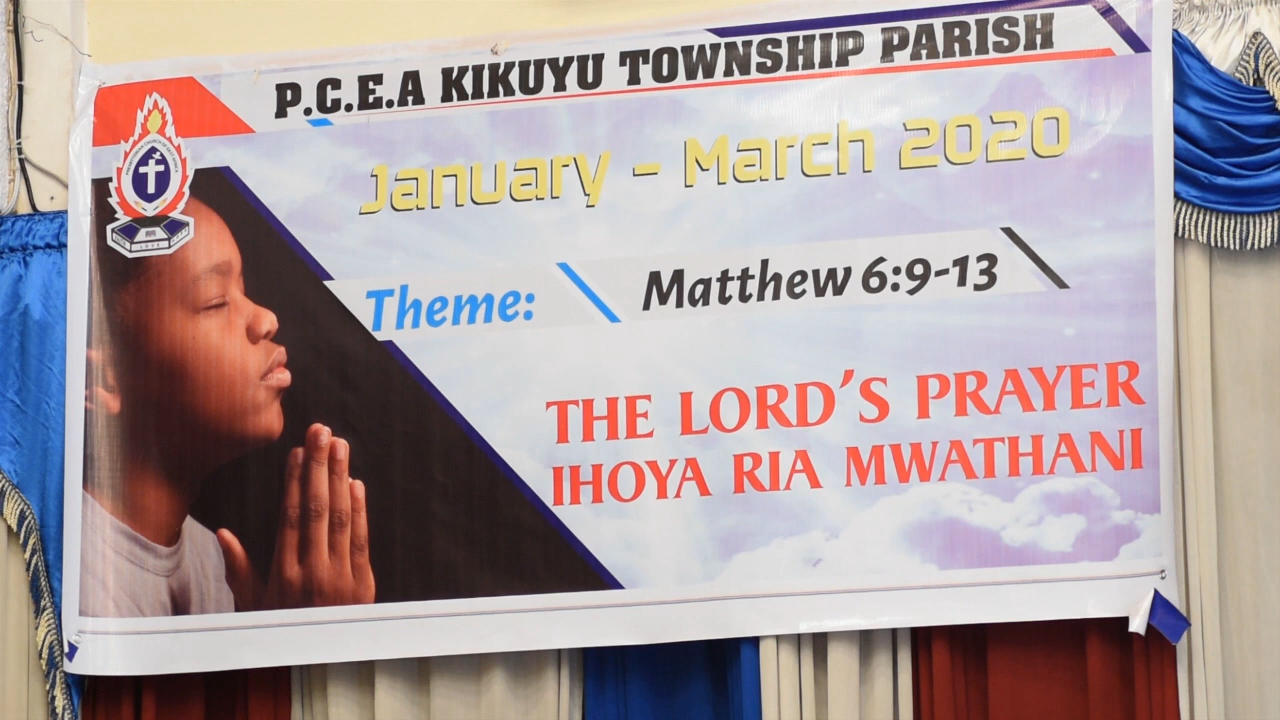 P.C.E.A KIKUYU TOWNSHIP PARISH
January - March 2020
Theme: Matthew 6:9-13
THE LORD'S PRAYER
IHOYA RIA MWATHANI